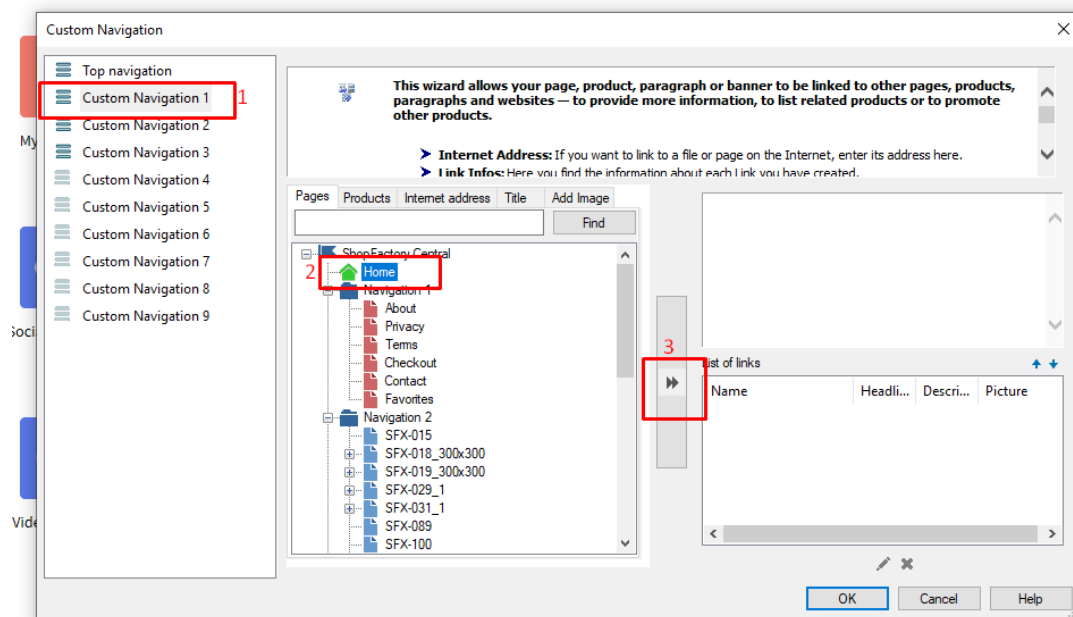 Custom Navigation
Top navigation
Custom Navigation 1
1
Custom Navigation 2
Custom Navigation 3
Custom Navigation 4
Custom Navigation 5
Custom Navigation 6
Custom Navigation 7
Custom Navigation 8
Custom Navigation 9
My
Vide
This wizard allows your page, product, paragraph or banner to be linked to other pages, products,
paragraphs and websites — to provide more information, to list related products or to promote
other products.
Internet Address: If you want to link to a file or page on the Internet, enter its address here.
Link Infos: Here you find the information about each Link you have created.
Pages Products Internet address Title Add Image
Find
ShopFactory Central
2
Home
Navigation 1
About
Privacy
Terms
Checkout
Contact
Favorites
Navigation 2
SFX-015
SFX-018_300x300
SFX-019_300x300
SFX-029_1
SFX-031_1
SFX-089
SFX-100
3
List of links
Name Headli... Descri... Picture
OK Cancel Help